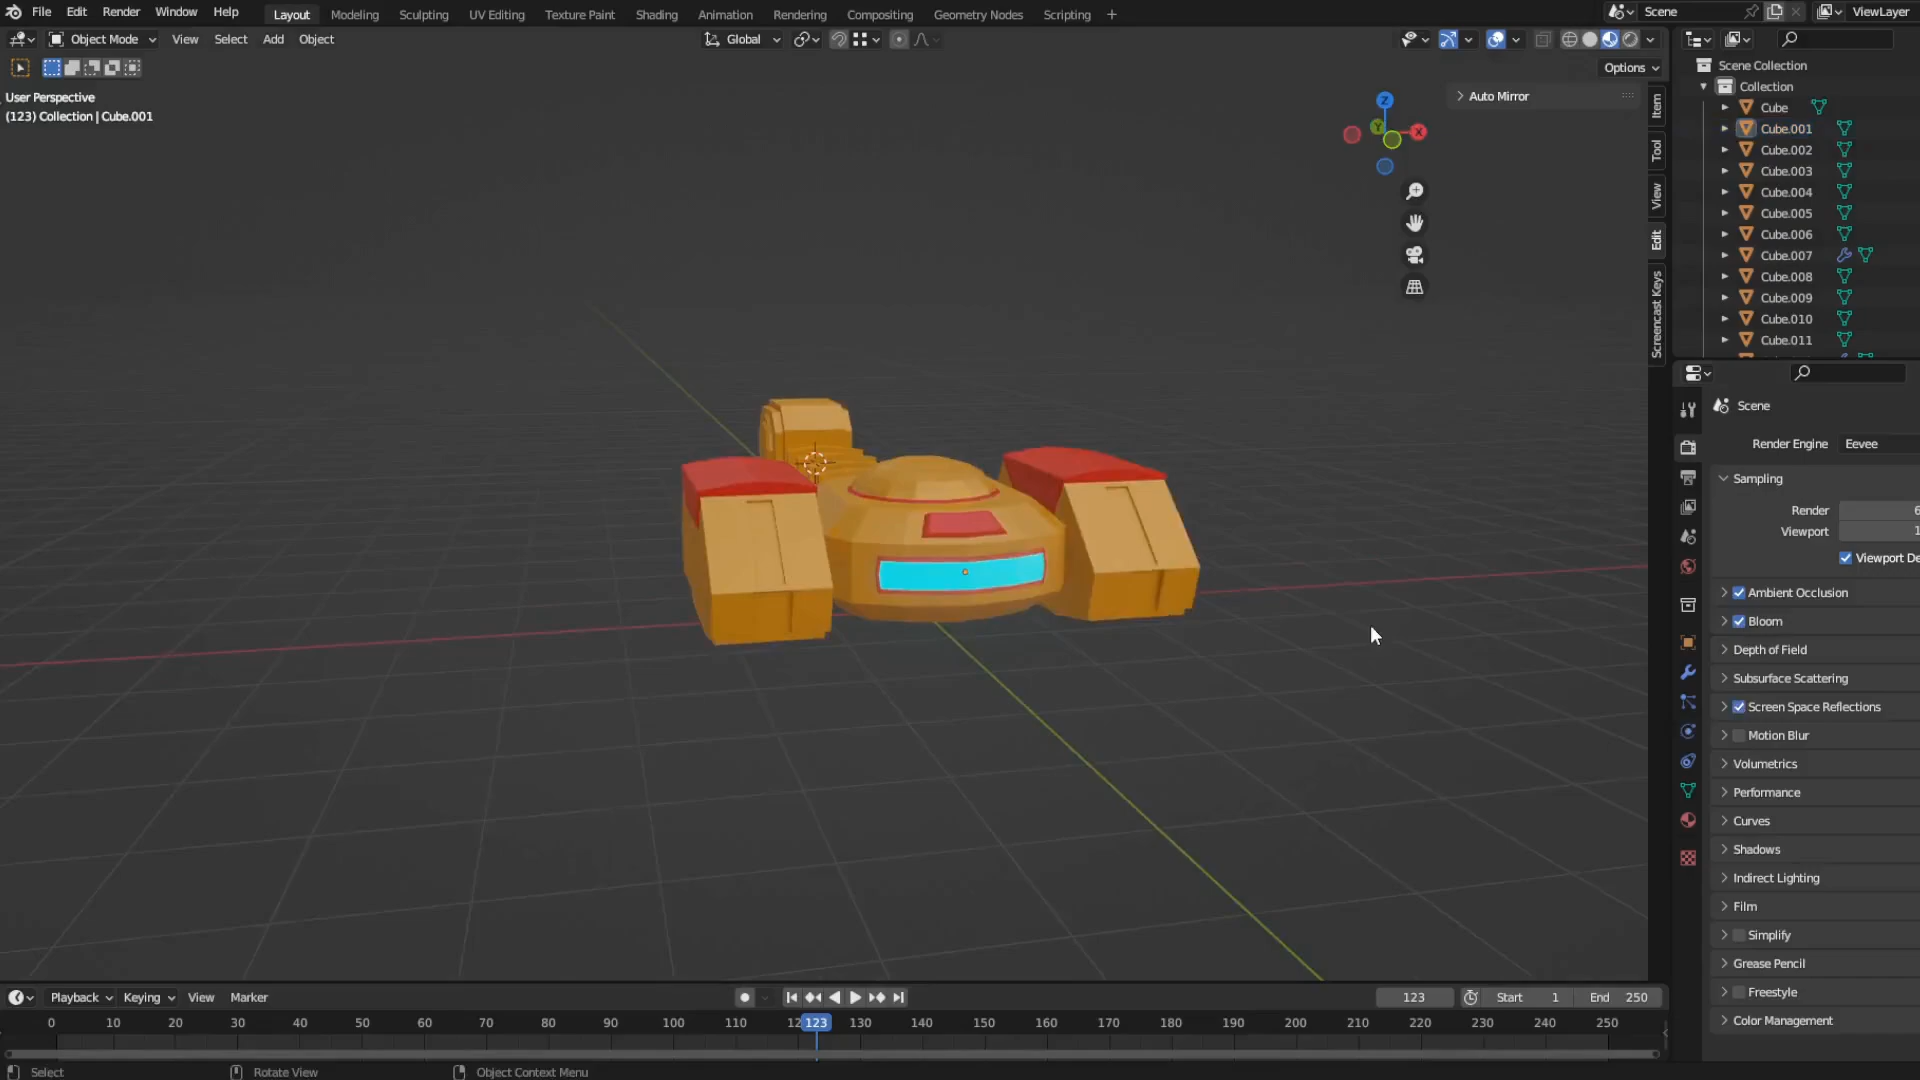 File Edit Render Window Help Layout Modeling Sculpting UV Editing Texture Paint Shading Animation Rendering Compositing Geometry Nodes Scripting + Scene ViewLayer
Object Mode View Select Add Object Global
Options
User Perspective
(123) Collection | Cube.001
Auto Mirror
Z
Y
X
Item
Tool
View
Edit
Screencast Keys
Scene Collection
Collection
Cube
Cube.001
Cube.002
Cube.003
Cube.004
Cube.005
Cube.006
Cube.007
Cube.008
Cube.009
Cube.010
Cube.011
Scene
Render Engine Eevee
Sampling
Render 6
Viewport 1
Viewport De
Ambient Occlusion
Bloom
Depth of Field
Subsurface Scattering
Screen Space Reflections
Motion Blur
Volumetrics
Performance
Curves
Shadows
Indirect Lighting
Film
Simplify
Grease Pencil
Freestyle
Color Management
Playback Keying View Marker 123 Start 1 End 250
0 10 20 30 40 50 60 70 80 90 100 110 12 123 130 140 150 160 170 180 190 200 210 220 230 240 250
Select Rotate View Object Context Menu